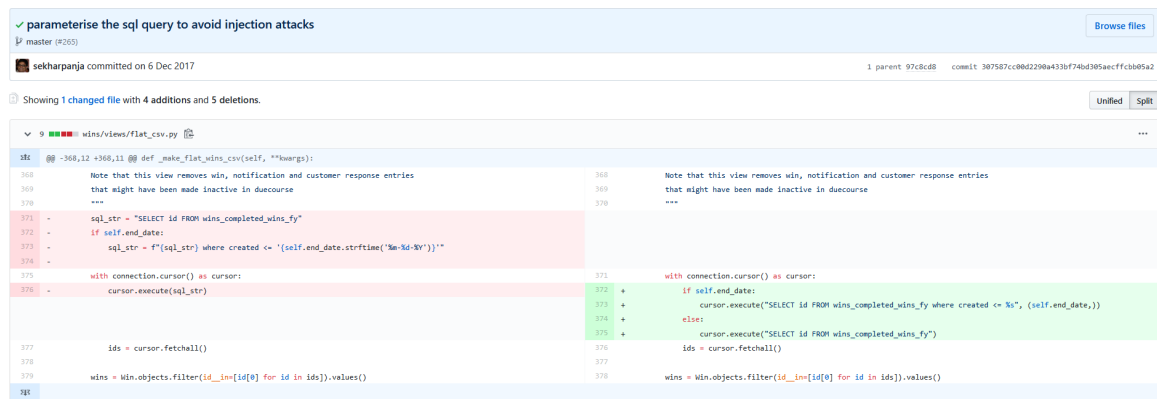 parameterise the sql query to avoid injection attacks
Browse files
master (#265)
sekharpanja committed on 6 Dec 2017
1 parent 97c8cd8 commit 307587cc00d2290a433bf74bd305aecffcbb05a2
Showing 1 changed file with 4 additions and 5 deletions.
Unified Split
9 wins/views/flat_csv.py
@@ -368,12 +368,11 @@ def _make_flat_wins_csv(self, **kwargs):
368 Note that this view removes win, notification and customer response entries
369 that might have been made inactive in duecourse
370 """
371 - sql_str = "SELECT id FROM wins_completed_wins_fy"
372 - if self.end_date:
373 - sql_str = f"{sql_str} where created <= '{self.end_date.strftime('%m-%d-%Y')}'"
374 -
375 with connection.cursor() as cursor:
376 - cursor.execute(sql_str)
377 ids = cursor.fetchall()
378
379 wins = Win.objects.filter(id__in=[id[0] for id in ids]).values()
368 Note that this view removes win, notification and customer response entries
369 that might have been made inactive in duecourse
370 """
371 with connection.cursor() as cursor:
372 + if self.end_date:
373 + cursor.execute("SELECT id FROM wins_completed_wins_fy where created <= %s", (self.end_date,))
374 + else:
375 + cursor.execute("SELECT id FROM wins_completed_wins_fy")
376 ids = cursor.fetchall()
377
378 wins = Win.objects.filter(id__in=[id[0] for id in ids]).values()